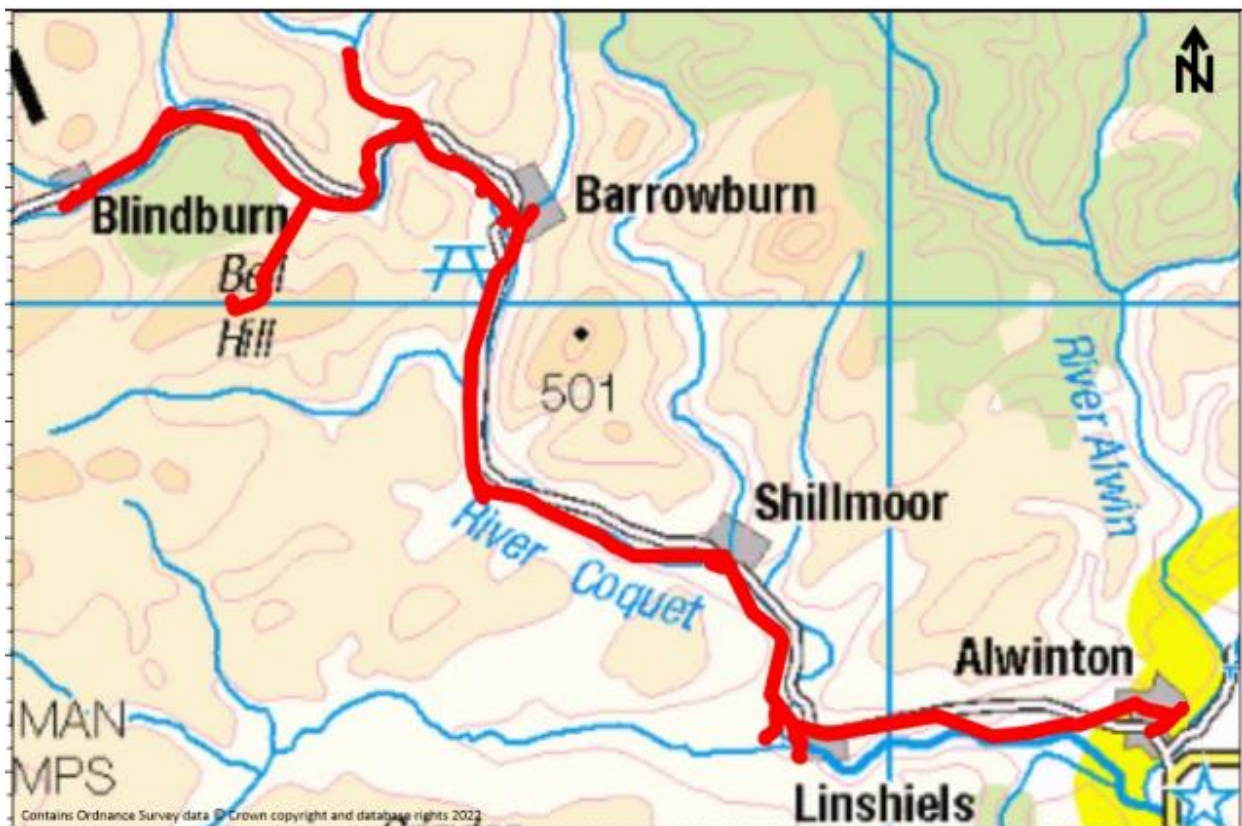 N
Barrowburn
Blindburn
Bell
Hill
501
River Alwin
Shillmoor
River Coquet
Alwinton
MAN
MPS
Linshiels
Contains Ordnance Survey data © Crown copyright and database rights 2022